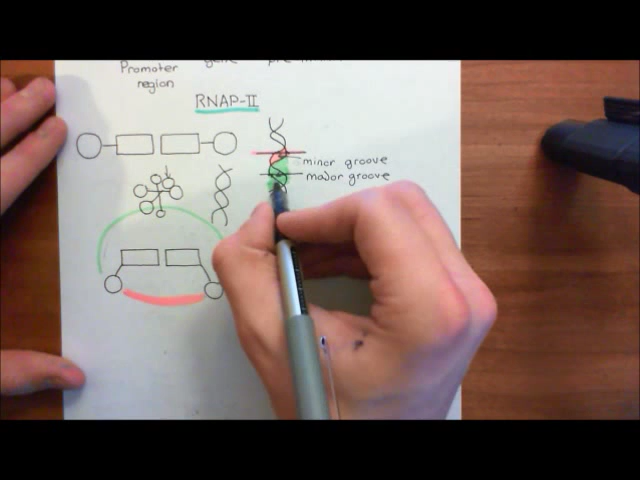 Promoter
region
RNAP-II
minor groove
major groove